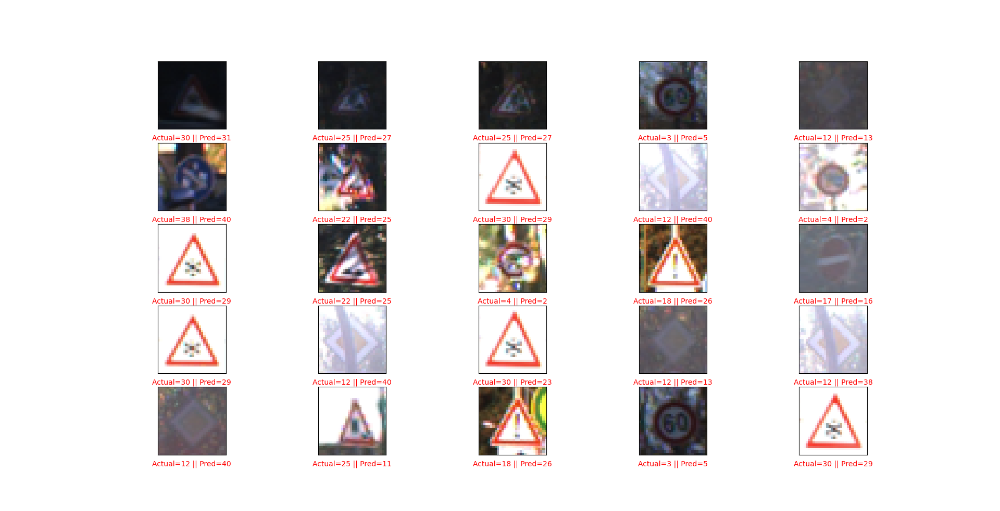 60
Actual=30 || Pred=31
Actual=25 || Pred=27
Actual=25 || Pred=27
Actual=3 || Pred=5
Actual=12 || Pred=13
Actual=38 || Pred=40
Actual=22 || Pred=25
Actual=30 || Pred=29
Actual=12 || Pred=40
Actual=4 || Pred=2
Actual=30 || Pred=29
Actual=22 || Pred=25
Actual=4 || Pred=2
Actual=18 || Pred=26
Actual=17 || Pred=16
Actual=30 || Pred=29
Actual=12 || Pred=40
Actual=30 || Pred=23
Actual=12 || Pred=13
Actual=12 || Pred=38
60
Actual=12 || Pred=40
Actual=25 || Pred=11
Actual=18 || Pred=26
Actual=3 || Pred=5
Actual=30 || Pred=29